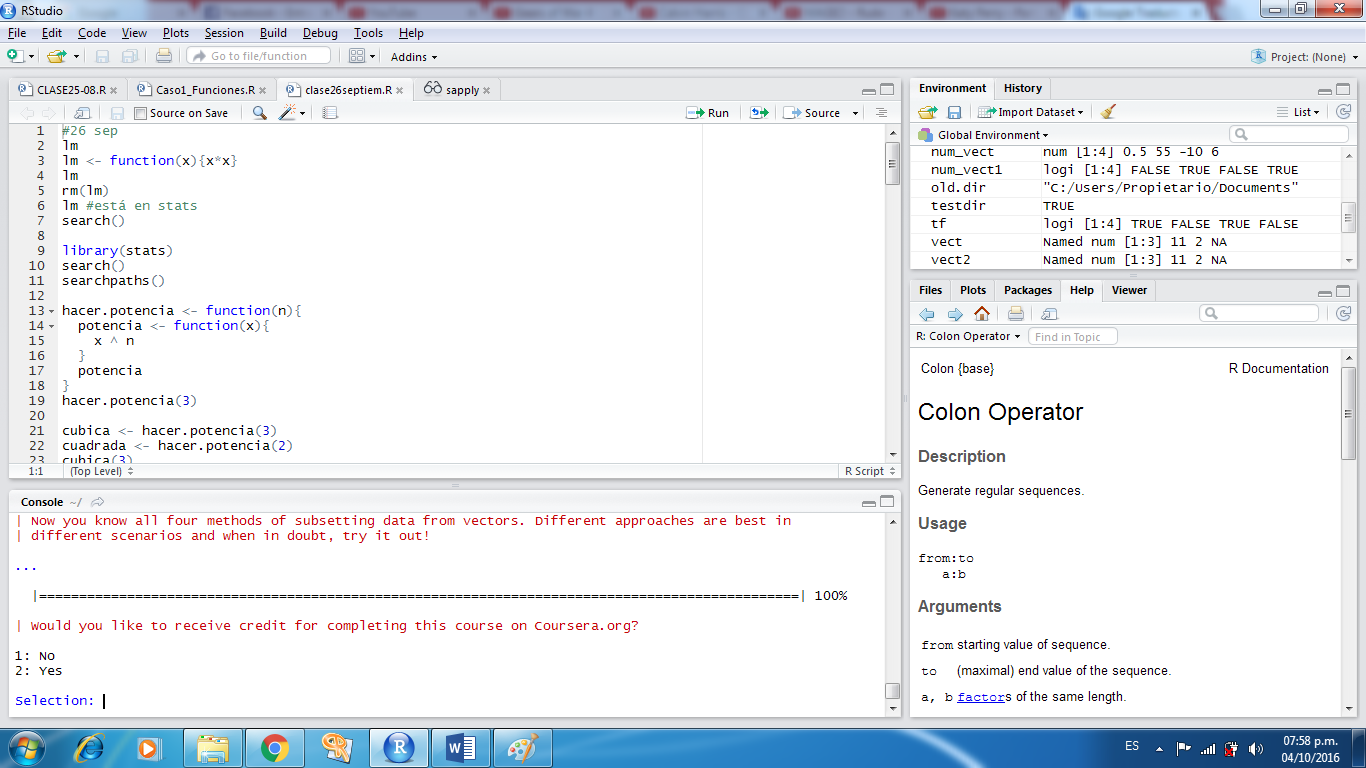 RStudio
File Edit Code View Plots Session Build Debug Tools Help
Go to file/function Addins Project: (None)
CLASE25-08.R Caso1_Funciones.R clase26septiem.R sapply
Source on Save Run Source
1 #26 sep
2 lm
3 lm <- function(x){x*x}
4 lm
5 rm(lm)
6 lm #está en stats
7 search()
8
9 library(stats)
10 search()
11 searchpaths()
12
13 hacer.potencia <- function(n){
14 potencia <- function(x){
15 x ^ n
16 }
17 potencia
18 }
19 hacer.potencia(3)
20
21 cubica <- hacer.potencia(3)
22 cuadrada <- hacer.potencia(2)
23 cubica(3)
1:1 (Top Level) R Script
Console ~/
| Now you know all four methods of subsetting data from vectors. Different approaches are best in
| different scenarios and when in doubt, try it out!
...
|===============================================================================================| 100%
| Would you like to receive credit for completing this course on Coursera.org?
1: No
2: Yes
Selection:
Environment History
Import Dataset List
Global Environment
num_vect num [1:4] 0.5 55 -10 6
num_vect1 logi [1:4] FALSE TRUE FALSE TRUE
old.dir "C:/Users/Propietario/Documents"
testdir TRUE
tf logi [1:4] TRUE FALSE TRUE FALSE
vect Named num [1:3] 11 2 NA
vect2 Named num [1:3] 11 2 NA
Files Plots Packages Help Viewer
R: Colon Operator Find in Topic
Colon {base} R Documentation
Colon Operator
Description
Generate regular sequences.
Usage
from:to
a:b
Arguments
from starting value of sequence.
to (maximal) end value of the sequence.
a, b factors of the same length.
ES 07:58 p.m.
04/10/2016